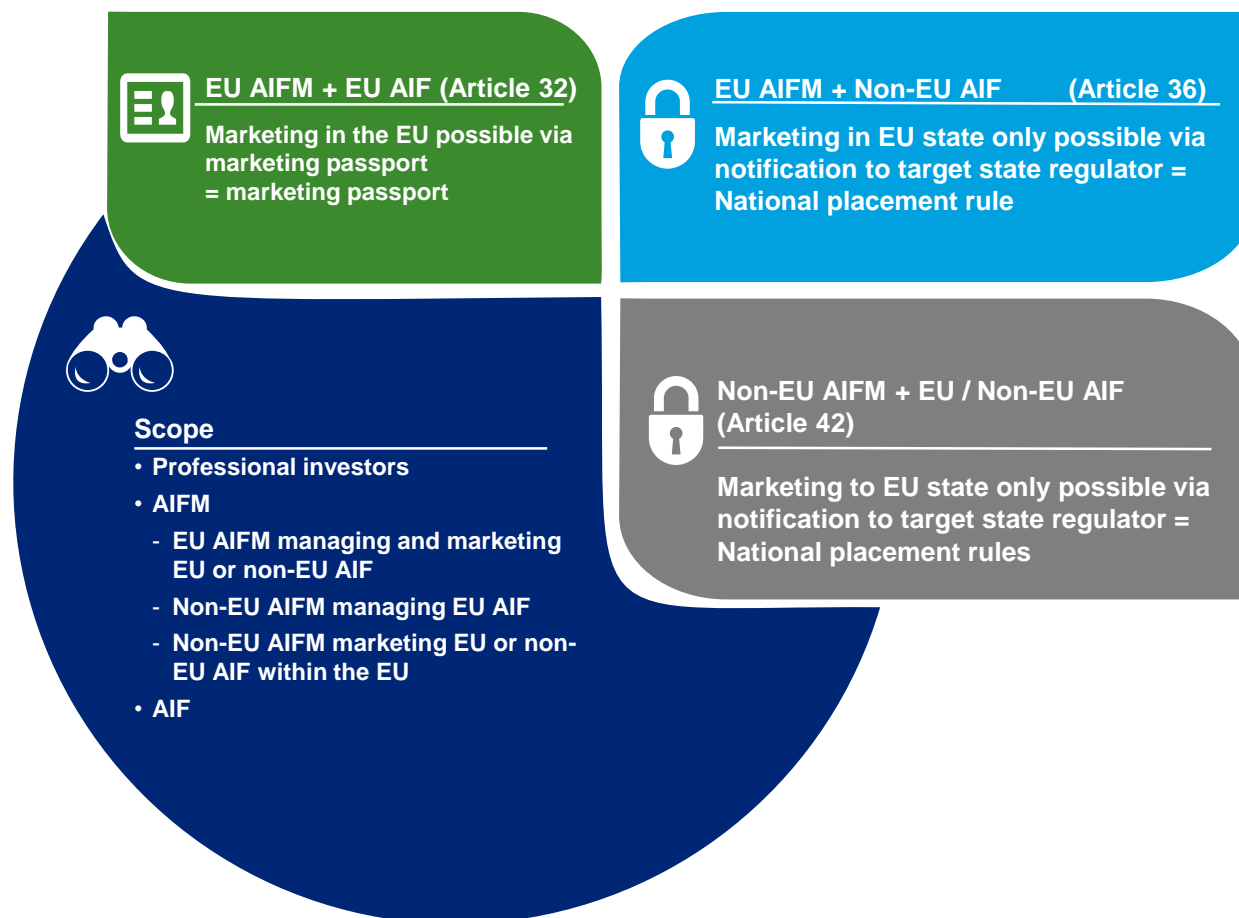 EU AIFM + EU AIF (Article 32)
Marketing in the EU possible via
marketing passport
= marketing passport
EU AIFM + Non-EU AIF (Article 36)
Marketing in EU state only possible via
notification to target state regulator =
National placement rule
Non-EU AIFM + EU / Non-EU AIF
(Article 42)
Marketing to EU state only possible via
notification to target state regulator =
National placement rules
Scope
• Professional investors
• AIFM
- EU AIFM managing and marketing
EU or non-EU AIF
- Non-EU AIFM managing EU AIF
- Non-EU AIFM marketing EU or non-
EU AIF within the EU
• AIF